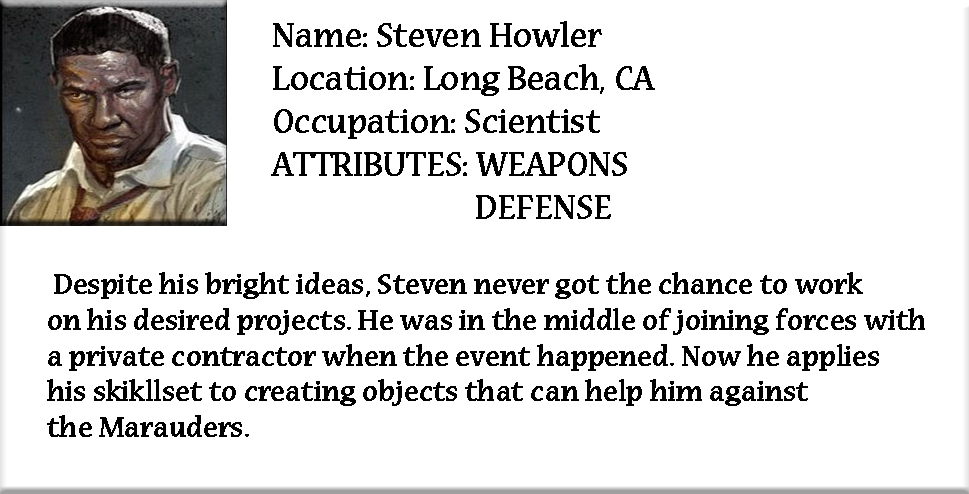 Name: Steven Howler
Location: Long Beach, CA
Occupation: Scientist
ATTRIBUTES: WEAPONS
DEFENSE
Despite his bright ideas, Steven never got the chance to work
on his desired projects. He was in the middle of joining forces with
a private contractor when the event happened. Now he applies
his skikllset to creating objects that can help him against
the Marauders.